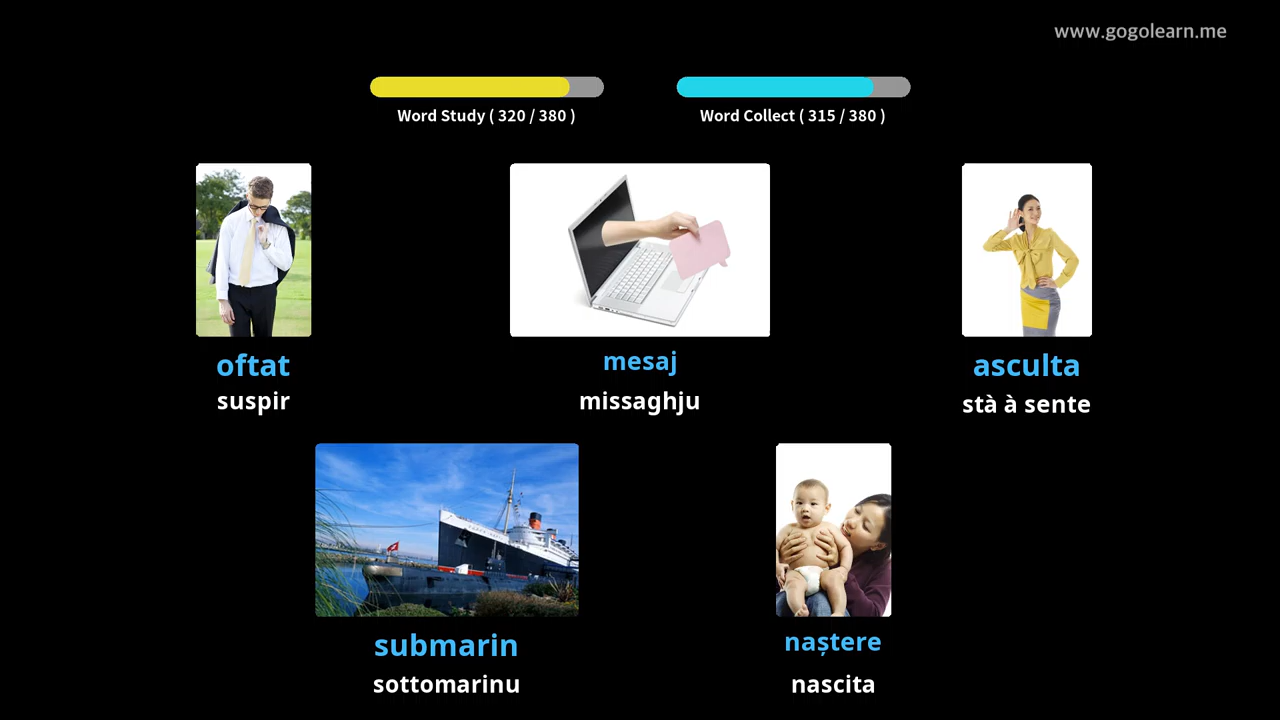 www.gogolearn.me
Word Study ( 320 / 380 )
Word Collect ( 315 / 380 )
oftat
suspir
mesaj
missaghju
asculta
stà à sente
submarin
sottomarinu
naștere
nascita